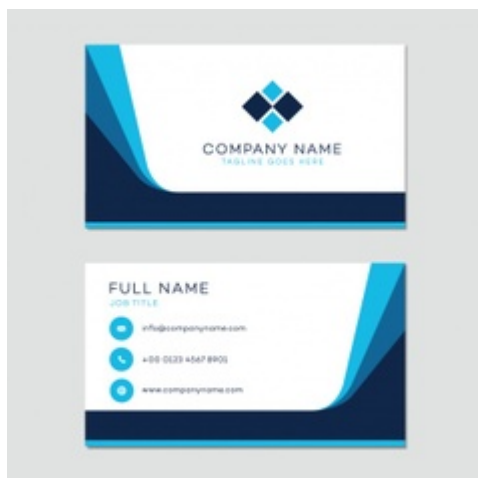 COMPANY NAME
TAGLINE GOES HERE
FULL NAME
JOB TITLE
info@companyname.com
+00 0123 4567 8901
www.companyname.com